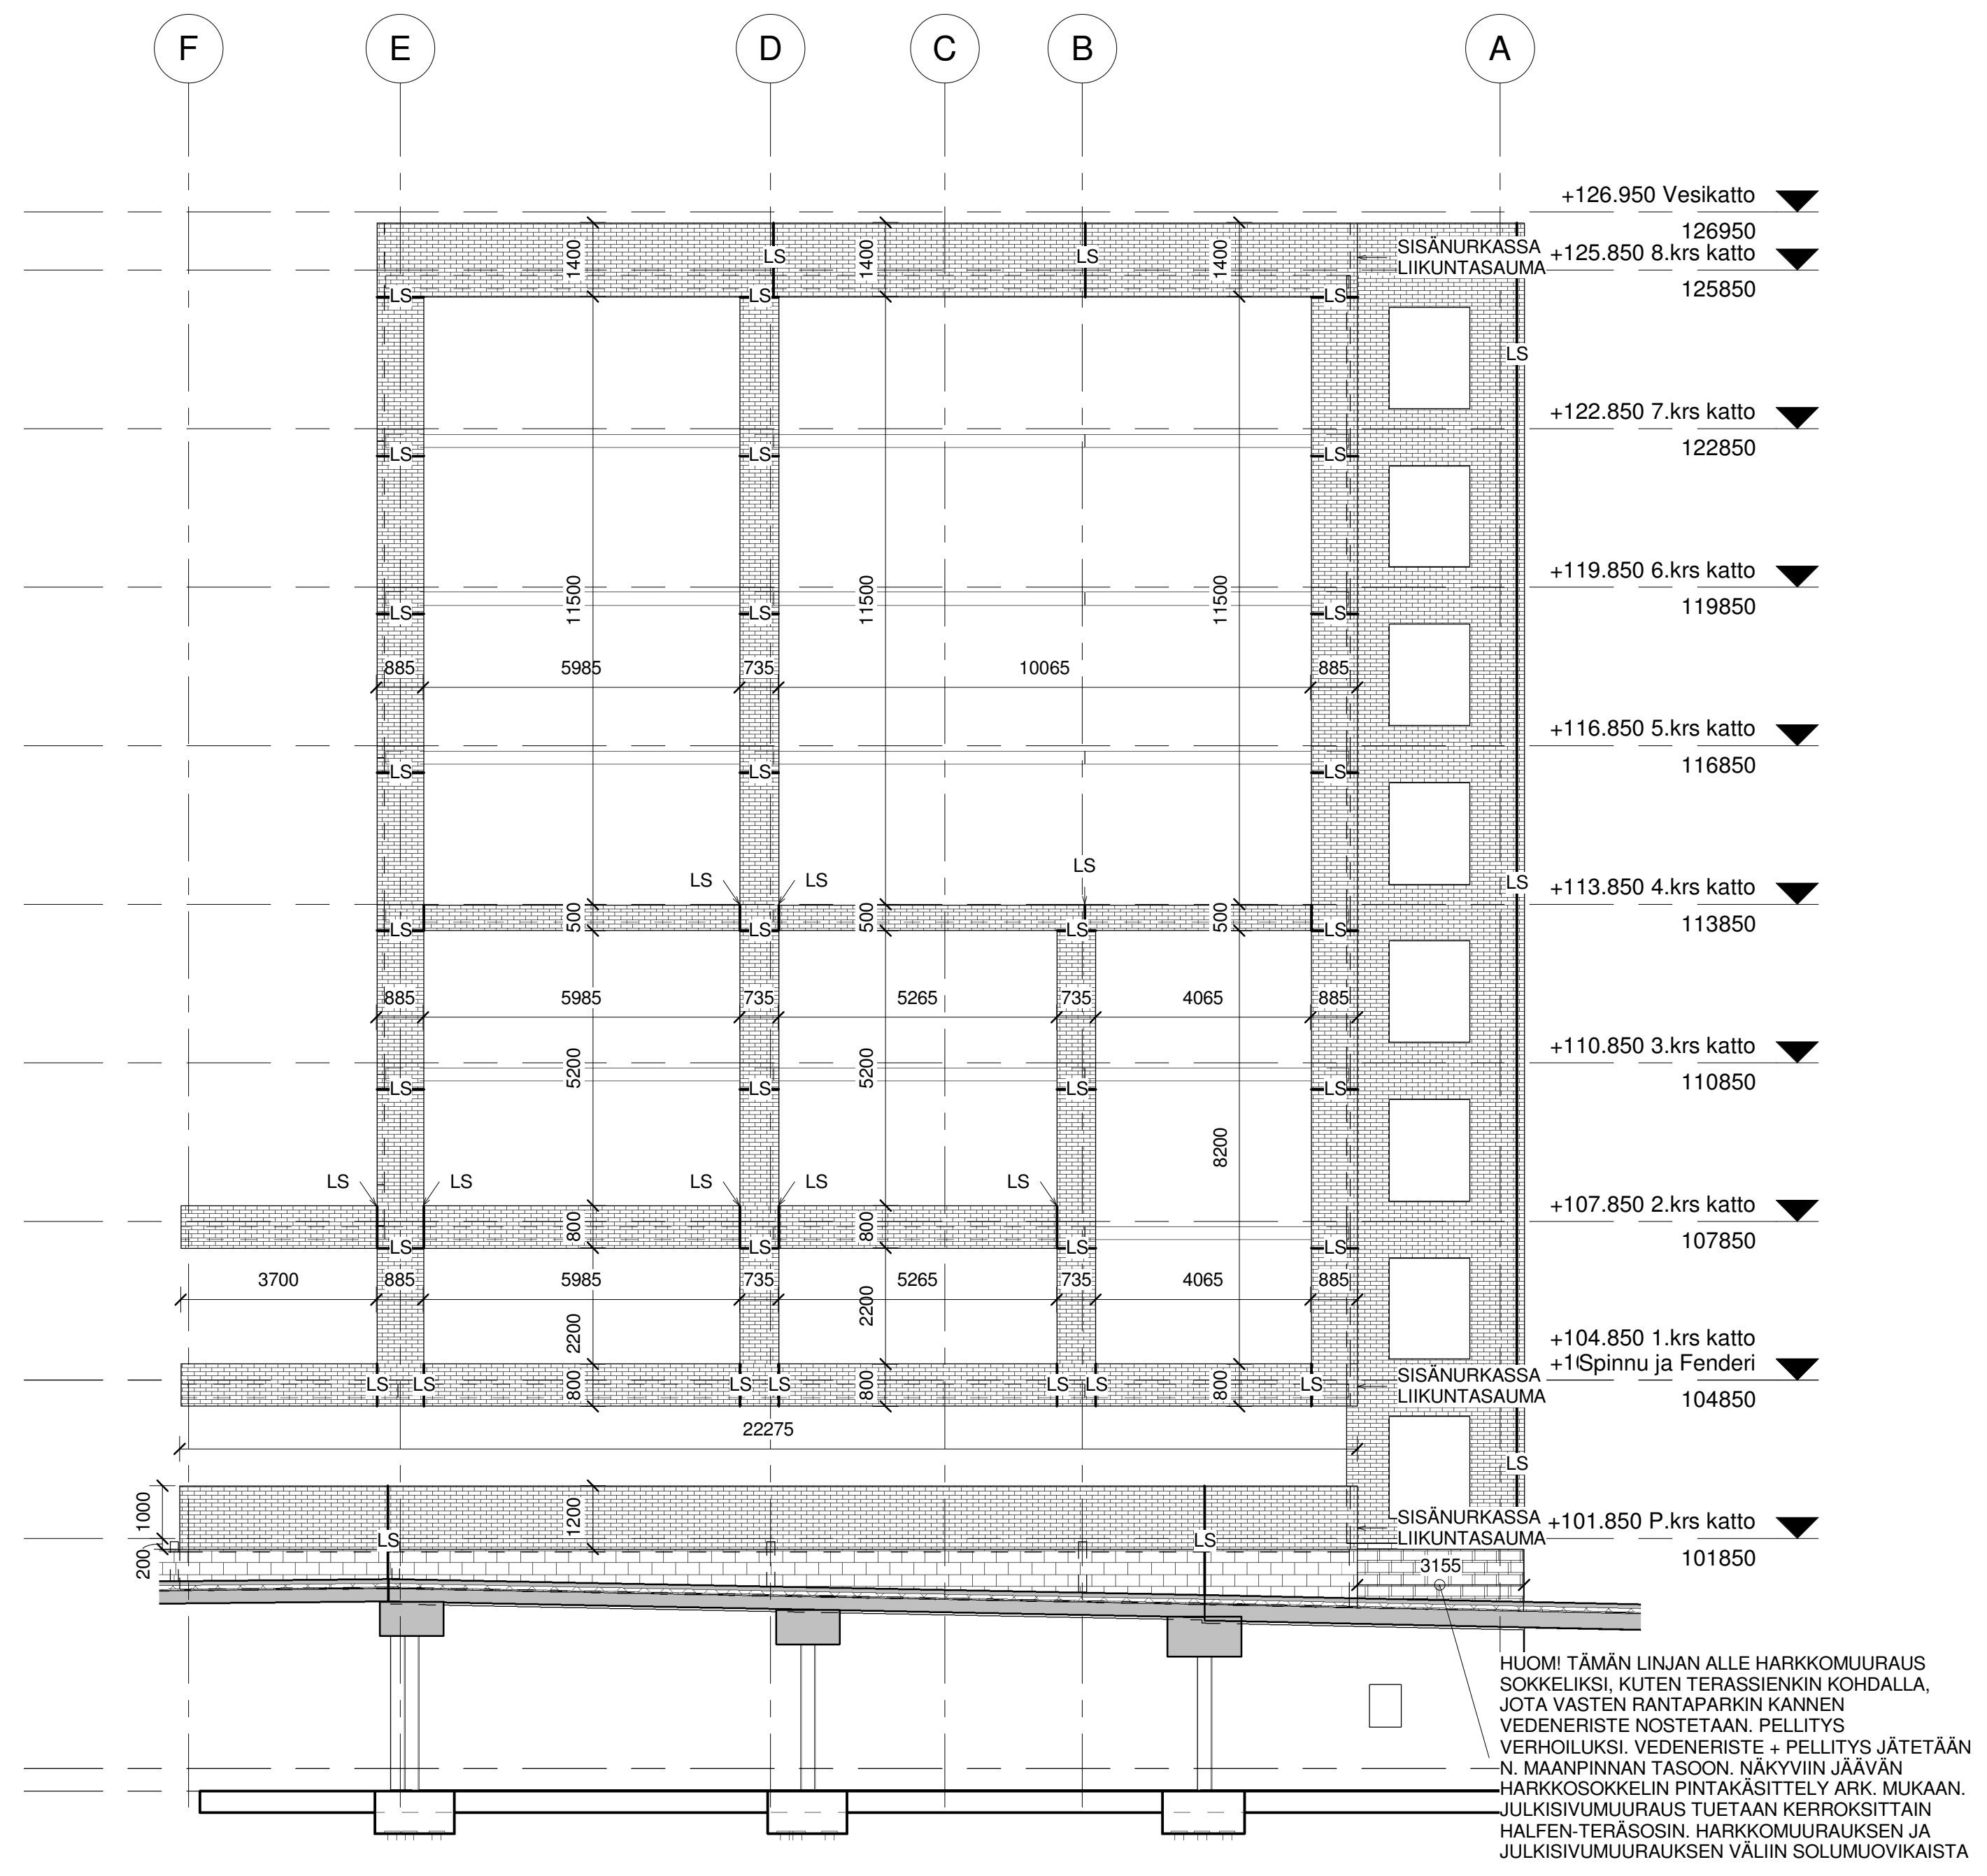 F E D C B A
+126.950 Vesikatto
126950
SISÄNURKASSA
LIIKUNTASAUMA
+125.850 8.krs katto
125850
1400 LS 1400 LS 1400
LS LS LS
LS
+122.850 7.krs katto
122850
LS LS LS
+119.850 6.krs katto
119850
11500 11500 11500
LS LS LS
885 5985 735 10065 885
+116.850 5.krs katto
116850
LS LS LS
LS LS LS
LS
+113.850 4.krs katto
113850
500 500 500
LS LS LS LS
885 5985 735 5265 735 4065 885
+110.850 3.krs katto
110850
5200 5200
LS LS LS LS
8200
LS LS LS LS LS
+107.850 2.krs katto
107850
800 800
LS LS LS LS
3700 885 5985 735 5265 735 4065 885
2200 2200
+104.850 1.krs katto
Spinnu ja Fenderi
104850
SISÄNURKASSA
LIIKUNTASAUMA
LS LS 800 LS LS 800 LS LS 800 LS
22275
LS
1000 1200
SISÄNURKASSA
LIIKUNTASAUMA
+101.850 P.krs katto
101850
LS LS
200
3155
HUOM! TÄMÄN LINJAN ALLE HARKKOMUURAUS
SOKKELIKSI, KUTEN TERASSIENKIN KOHDALLA,
JOTA VASTEN RANTAPARKIN KANNEN
VEDENERISTE NOSTETAAN. PELLITYS
VERHOILUKSI. VEDENERISTE + PELLITYS JÄTETÄÄN
N. MAANPINNAN TASOON. NÄKYVIIN JÄÄVÄN
HARKKOSOKKELIN PINTAKÄSITTELY ARK. MUKAAN.
JULKISIVUMUURAUS TUETAAN KERROKSITTAIN
HALFEN-TERÄSOSIN. HARKKOMUURAUKSEN JA
JULKISIVUMUURAUKSEN VÄLIIN SOLUMUOVIKAISTA